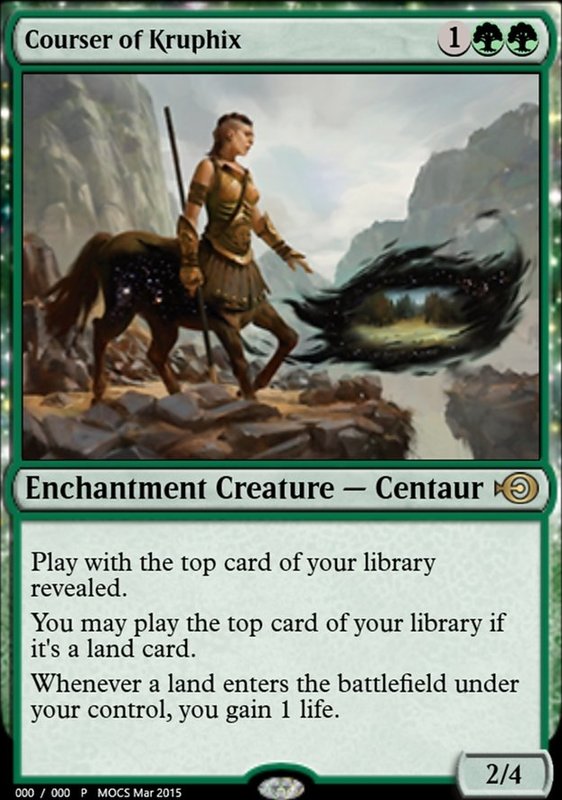 Courser of Kruphix 1
Enchantment Creature — Centaur
Play with the top card of your library
revealed.
You may play the top card of your library if
it's a land card.
Whenever a land enters the battlefield under
your control, you gain 1 life.
2/4
000 / 000 P MOCS Mar 2015